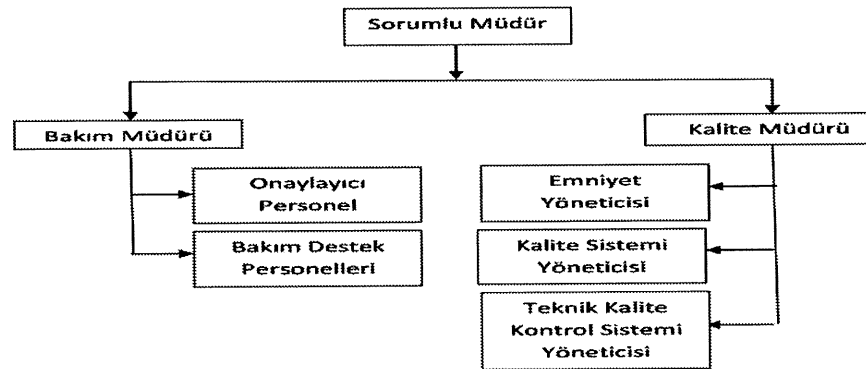 Sorumlu Müdür
Bakım Müdürü
Kalite Müdürü
Onaylayıcı
Personel
Bakım Destek
Personelleri
Emniyet
Yöneticisi
Kalite Sistemi
Yöneticisi
Teknik Kalite
Kontrol Sistemi
Yöneticisi